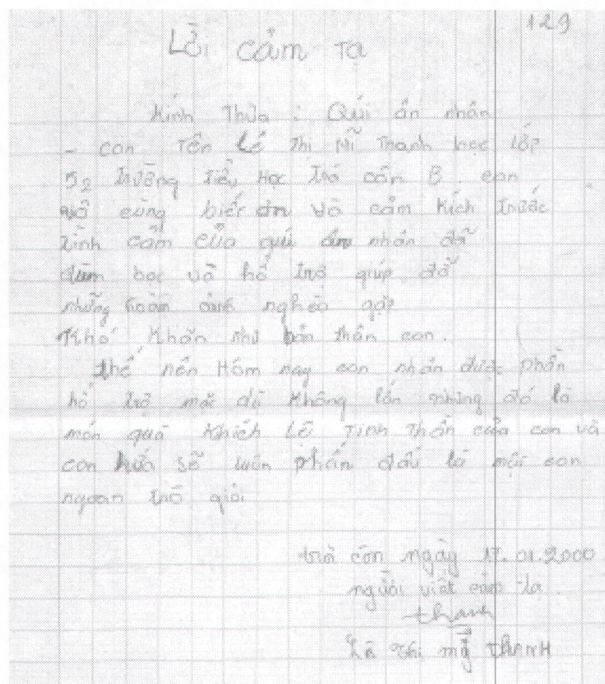 129
Lời cảm Tạ
Kính Thưa : Quí ân nhân
- con Tên Lê Thị Mĩ Thanh học lớp
52 Trường Tiểu Học Trà côn B. con
vô cùng biết ơn và cảm kích Trước
Tình cảm của quí ân nhân đã
đùm bọc và hổ Trợ giúp đỡ
những hoàn cảnh nghèo gặp
Khó Khăn như bản thân con.
thế nên Hôm nay con nhận được phần
hổ Trợ mặc dù không lớn nhưng đó là
món quà Khích Lệ Tinh Thần của con và
con hứa sẽ luôn phấn đấu là một con
ngoan trò giỏi
trà côn ngày 17.01.2000
người viết cảm tạ.
thanh
Lê Thị mỹ THANH